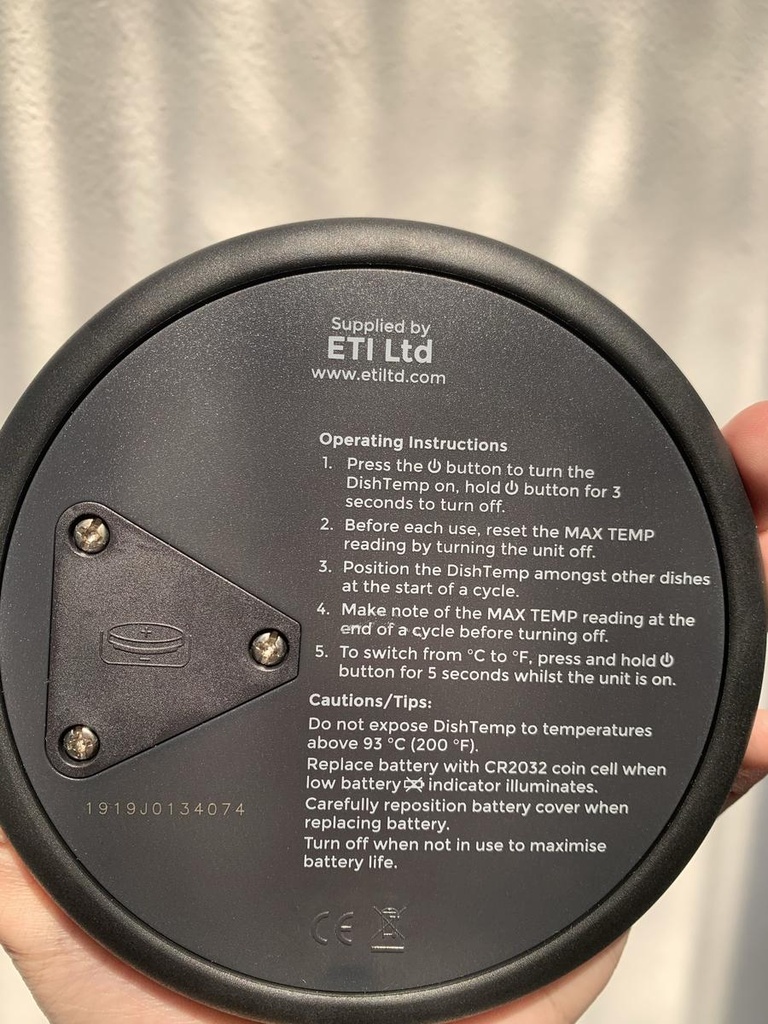 Supplied by
ETI Ltd
www.etiltd.com
Operating Instructions
1. Press the ⏻ button to turn the
DishTemp on, hold ⏻ button for 3
seconds to turn off.
2. Before each use, reset the MAX TEMP
reading by turning the unit off.
3. Position the DishTemp amongst other dishes
at the start of a cycle.
4. Make note of the MAX TEMP reading at the
end of a cycle before turning off.
5. To switch from °C to °F, press and hold ⏻
button for 5 seconds whilst the unit is on.
Cautions/Tips:
Do not expose DishTemp to temperatures
above 93 °C (200 °F).
Replace battery with CR2032 coin cell when
low battery indicator illuminates.
Carefully reposition battery cover when
replacing battery.
Turn off when not in use to maximise
battery life.
+
-
1919J0134074
CE